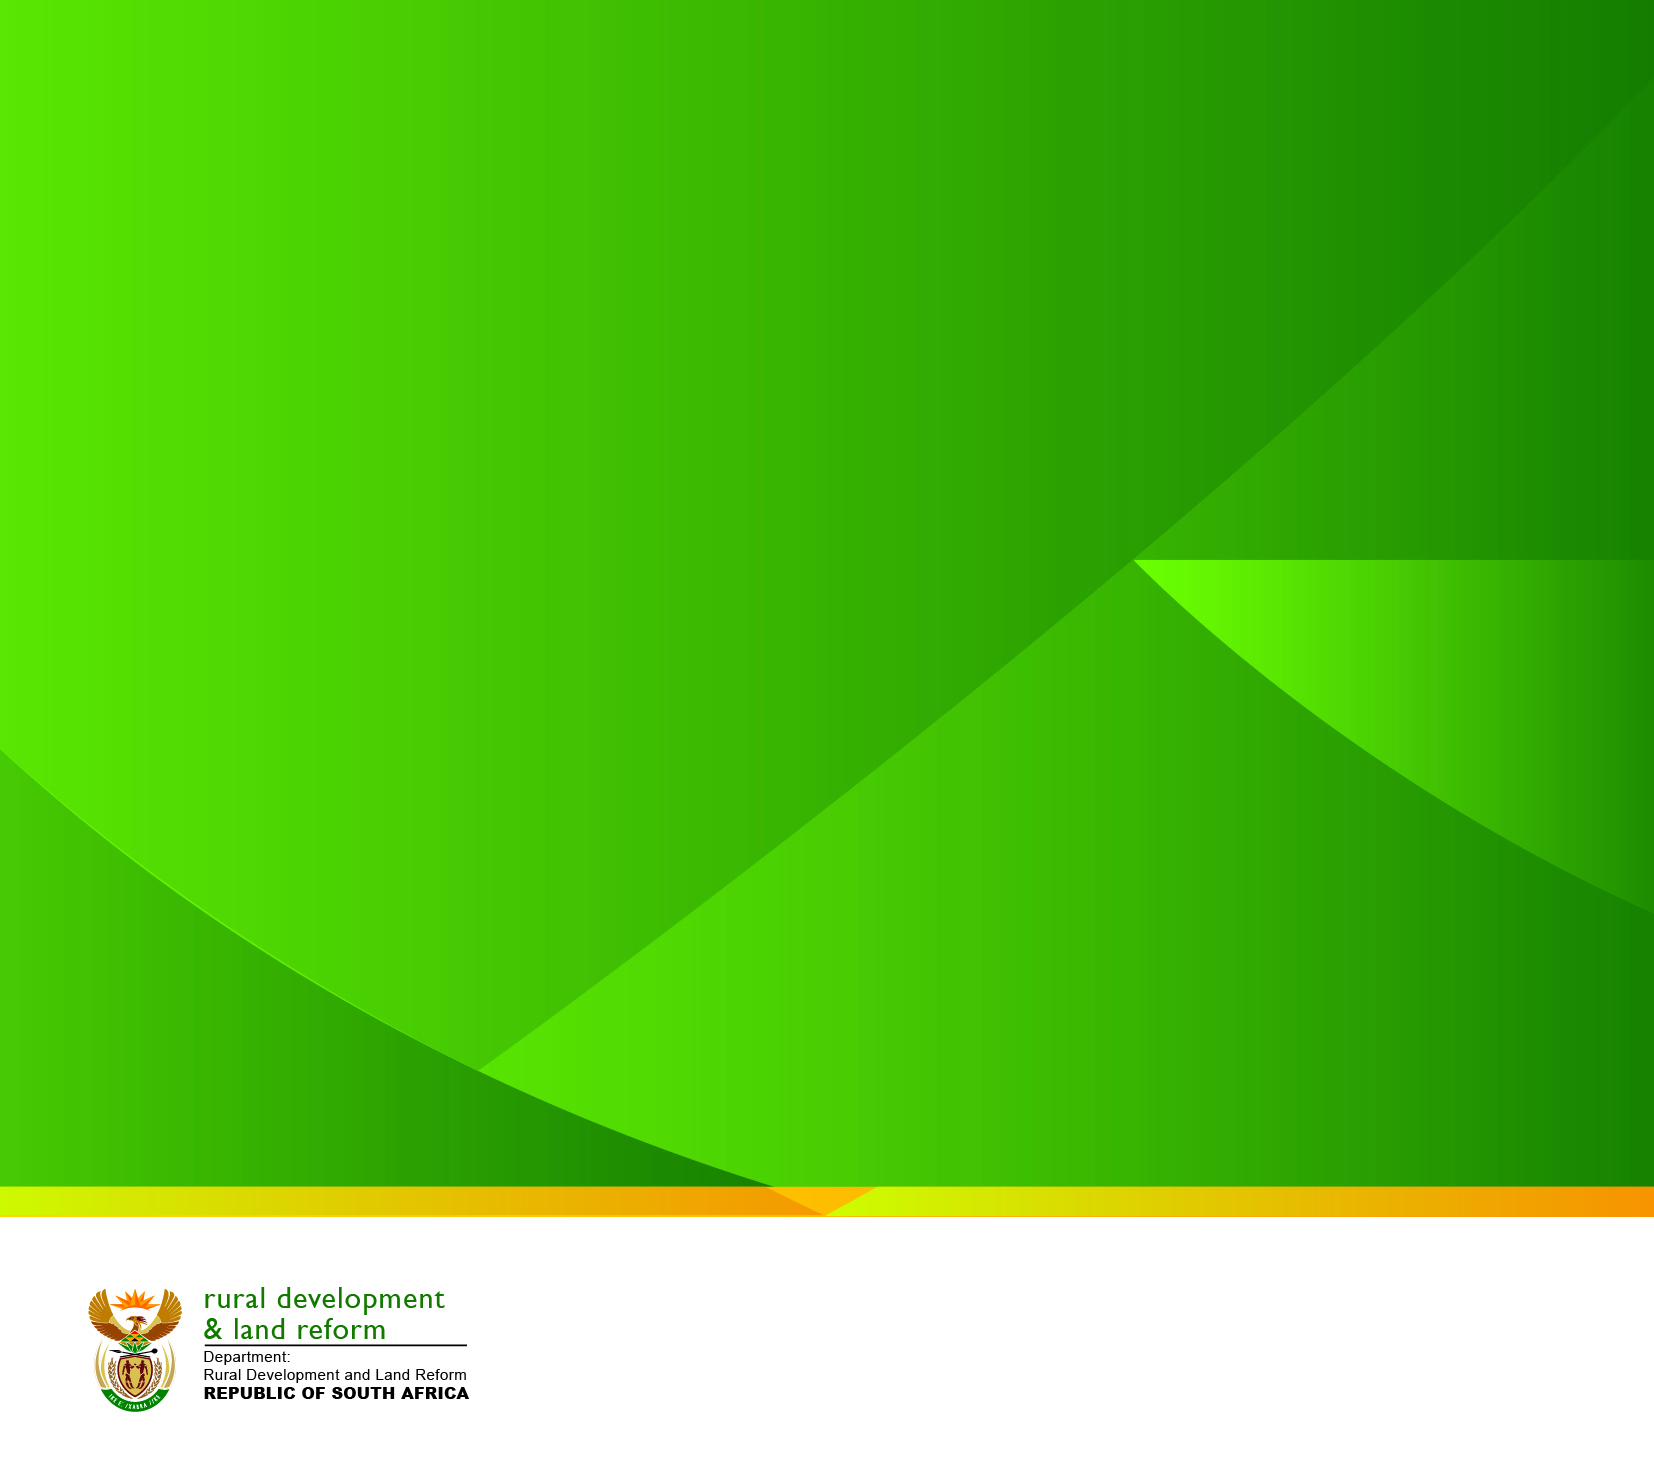 rural development
& land reform
Department:
Rural Development and Land Reform
REPUBLIC OF SOUTH AFRICA